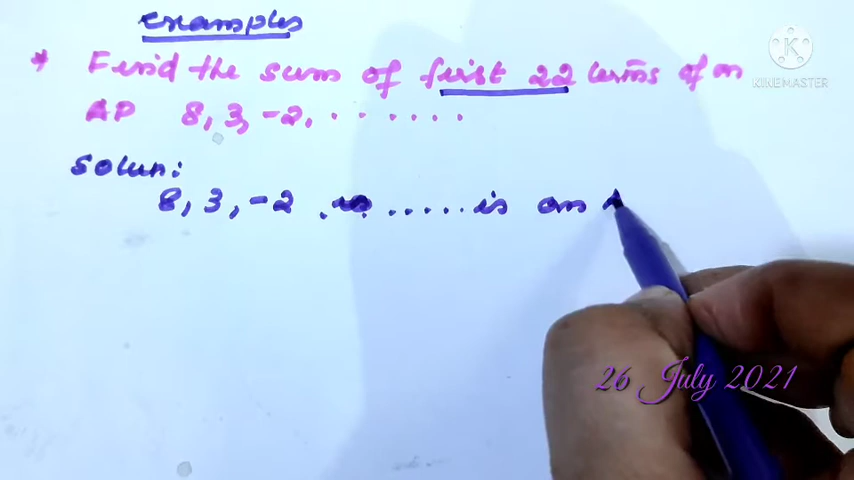 examples
* Find the sum of first 22 terms of an
AP 8, 3, -2, .......
Solun:
8, 3, -2 ...... is an
KINEMASTER
26 July 2021